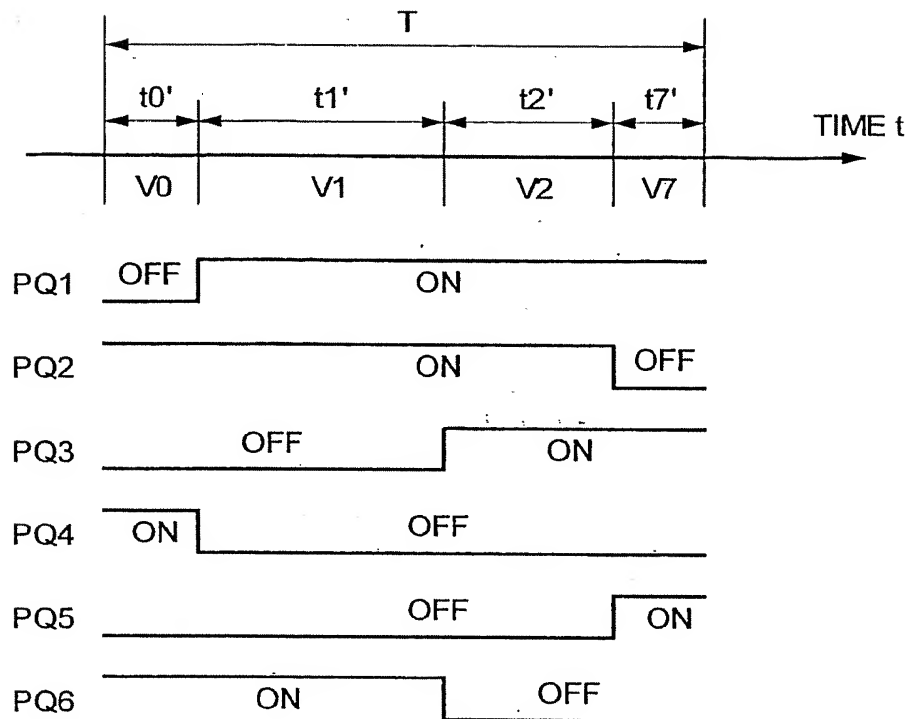 T
t0' t1' t2' t7'
TIME t
V0 V1 V2 V7
PQ1 OFF ON
PQ2 ON OFF
PQ3 OFF ON
PQ4 ON OFF
PQ5 OFF ON
PQ6 ON OFF